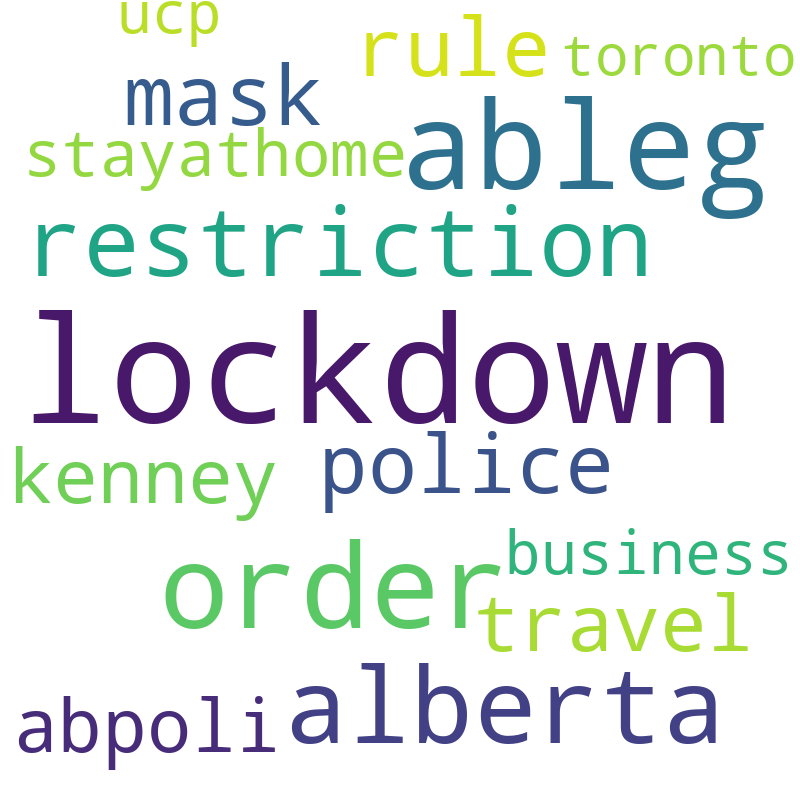 ucp
rule
toronto
mask
ableg
stayathome
restriction
lockdown
kenney
police
business
order
travel
abpoli
alberta